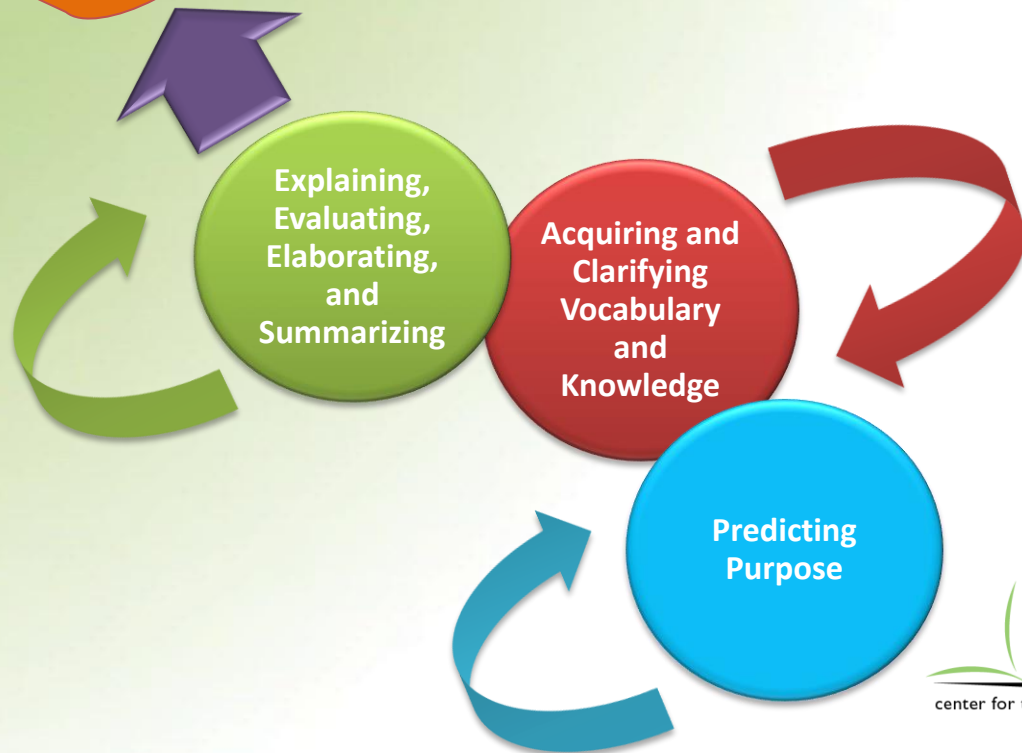 Explaining,
Evaluating,
Elaborating,
and
Summarizing
Acquiring and
Clarifying
Vocabulary
and
Knowledge
Predicting
Purpose
center for